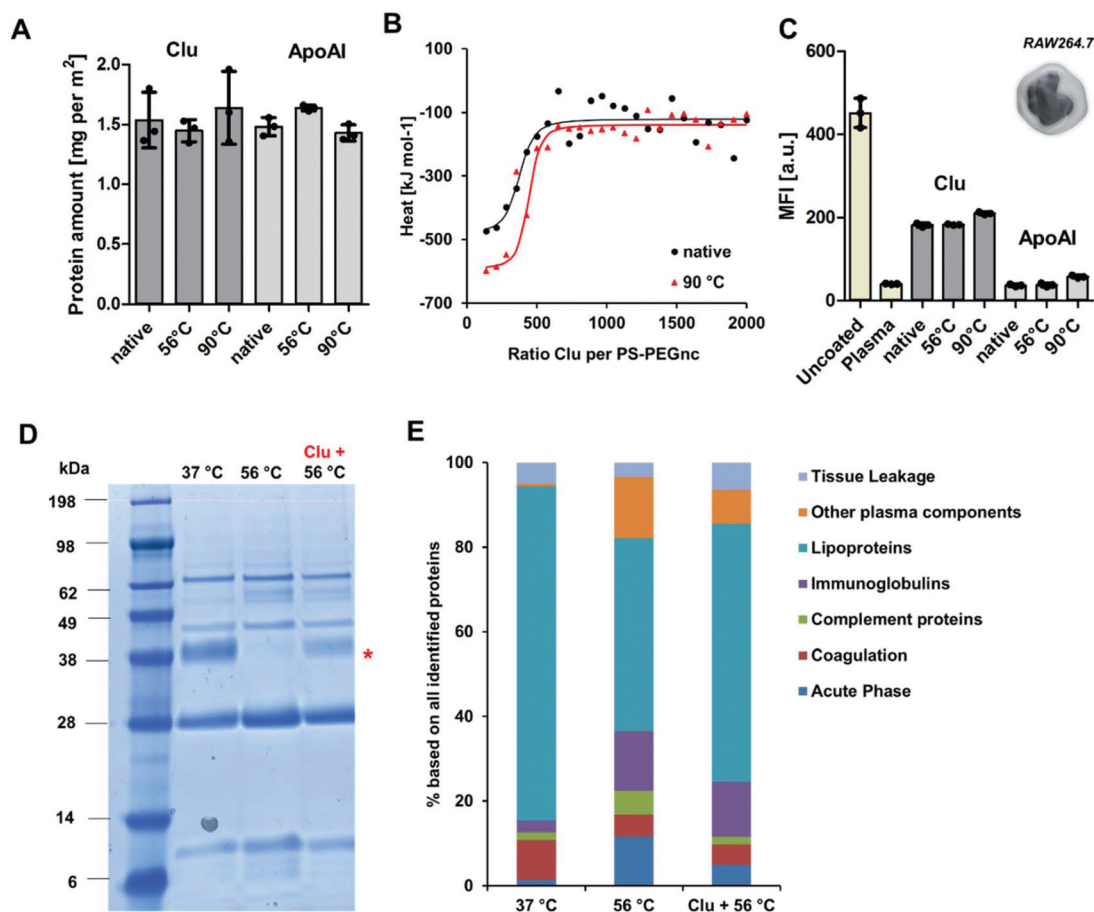 A
Clu
ApoAI
Protein amount [mg per m²]
2.0
1.5
1.0
0.5
0.0
native
56°C
90°C
native
56°C
90°C
B
Heat [kJ mol-1]
100
-100
-300
-500
-700
0
500
1000
1500
2000
native
90 °C
Ratio Clu per PS-PEGnc
C
RAW264.7
MFI [a.u.]
600
400
200
0
Clu
ApoAI
Uncoated
Plasma
native
56°C
90°C
native
56°C
90°C
D
Clu +
kDa
37 °C
56 °C
56 °C
198
98
62
49
38
*
28
14
6
E
% based on all identified proteins
100
80
60
40
20
0
37 °C
56 °C
Clu + 56 °C
Tissue Leakage
Other plasma components
Lipoproteins
Immunoglobulins
Complement proteins
Coagulation
Acute Phase